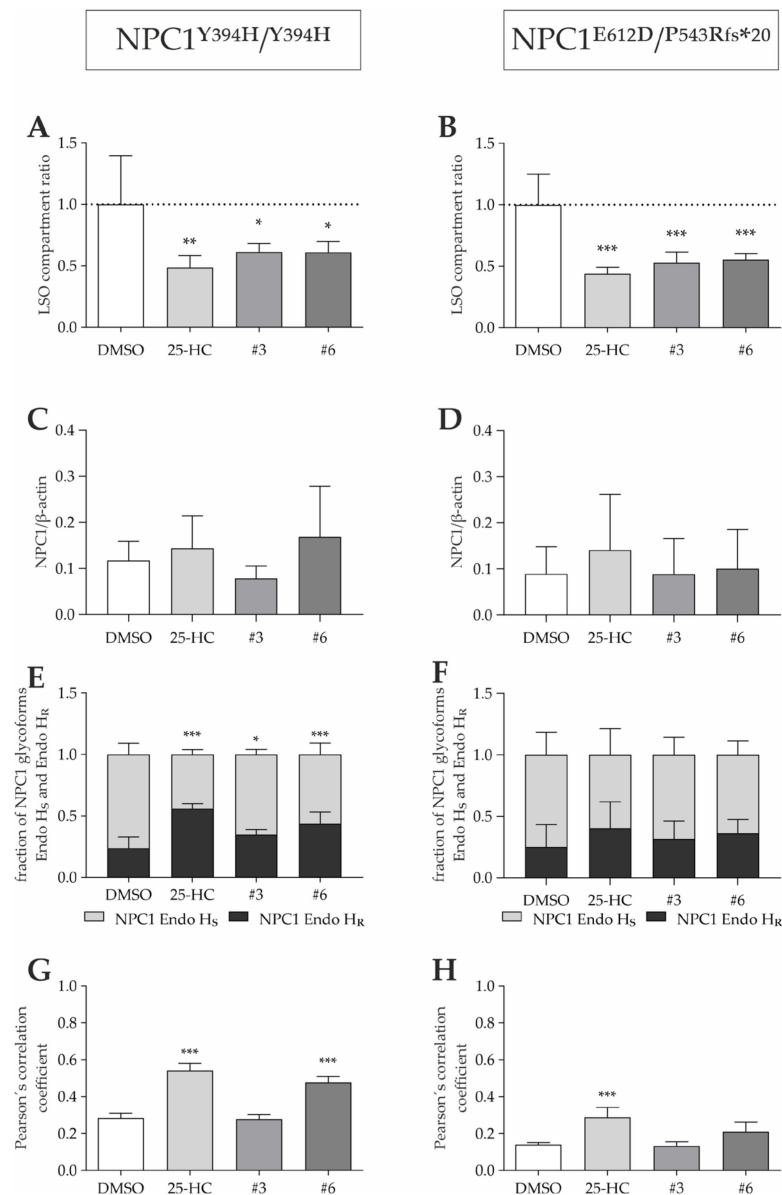 NPC1Y394H/Y394H
NPC1E612D/P543Rfs*20
A
LSO compartment ratio
1.5
1.0
0.5
0.0
**
*
*
DMSO 25-HC #3 #6
B
LSO compartment ratio
1.5
1.0
0.5
0.0
***
***
***
DMSO 25-HC #3 #6
C
NPC1/β-actin
0.4
0.3
0.2
0.1
0.0
DMSO 25-HC #3 #6
D
NPC1/β-actin
0.4
0.3
0.2
0.1
0.0
DMSO 25-HC #3 #6
E
fraction of NPC1 glycoforms
Endo HS and Endo HR
1.5
1.0
0.5
0.0
***
*
***
DMSO 25-HC #3 #6
NPC1 Endo HS NPC1 Endo HR
F
fraction of NPC1 glycoforms
Endo HS and Endo HR
1.5
1.0
0.5
0.0
DMSO 25-HC #3 #6
NPC1 Endo HS NPC1 Endo HR
G
Pearson´s correlation
coefficient
1.0
0.8
0.6
0.4
0.2
0.0
***
***
DMSO 25-HC #3 #6
H
Pearson´s correlation
coefficient
1.0
0.8
0.6
0.4
0.2
0.0
***
DMSO 25-HC #3 #6